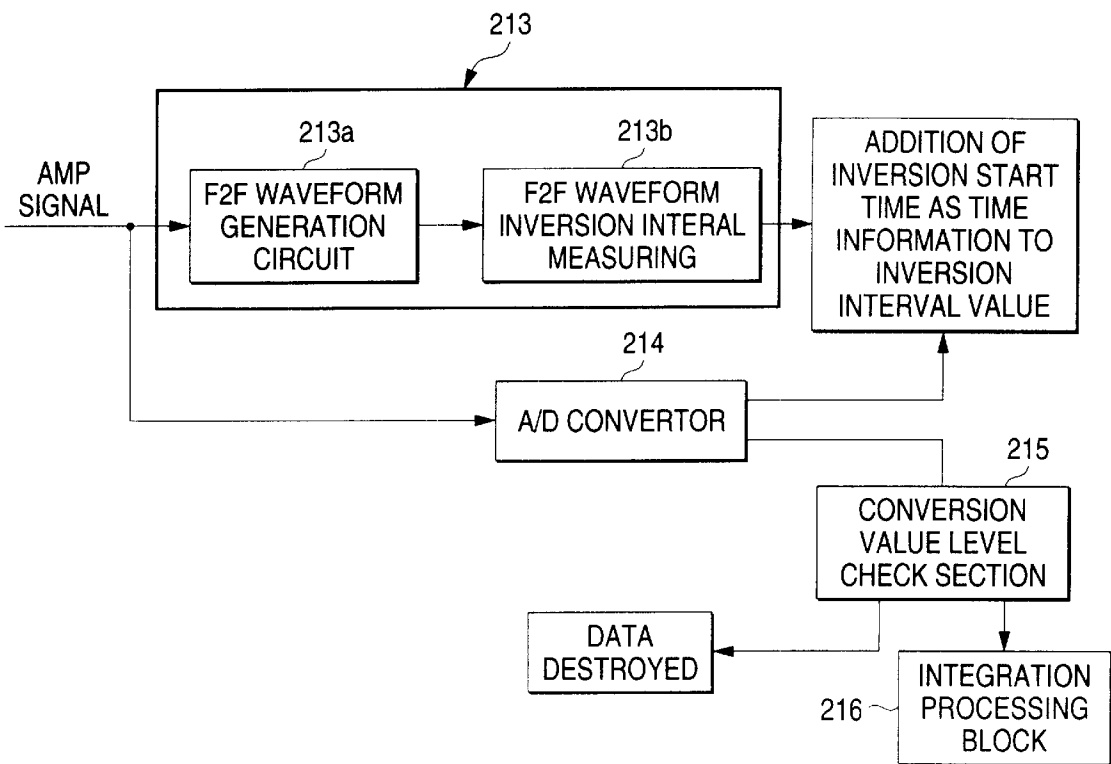 213
213a
213b
AMP
SIGNAL
F2F WAVEFORM
GENERATION
CIRCUIT
F2F WAVEFORM
INVERSION INTERAL
MEASURING
ADDITION OF
INVERSION START
TIME AS TIME
INFORMATION TO
INVERSION
INTERVAL VALUE
214
A/D CONVERTOR
215
CONVERSION
VALUE LEVEL
CHECK SECTION
DATA
DESTROYED
216
INTEGRATION
PROCESSING
BLOCK